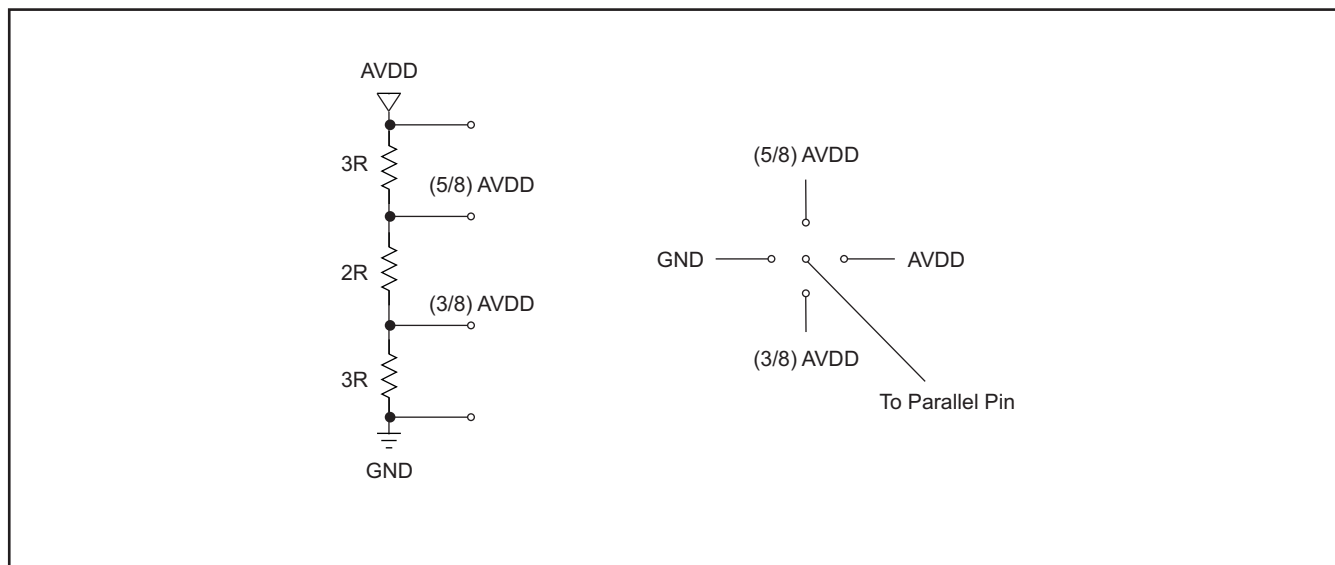 AVDD
3R
(5/8) AVDD
2R
(3/8) AVDD
3R
GND
(5/8) AVDD
GND
AVDD
(3/8) AVDD
To Parallel Pin